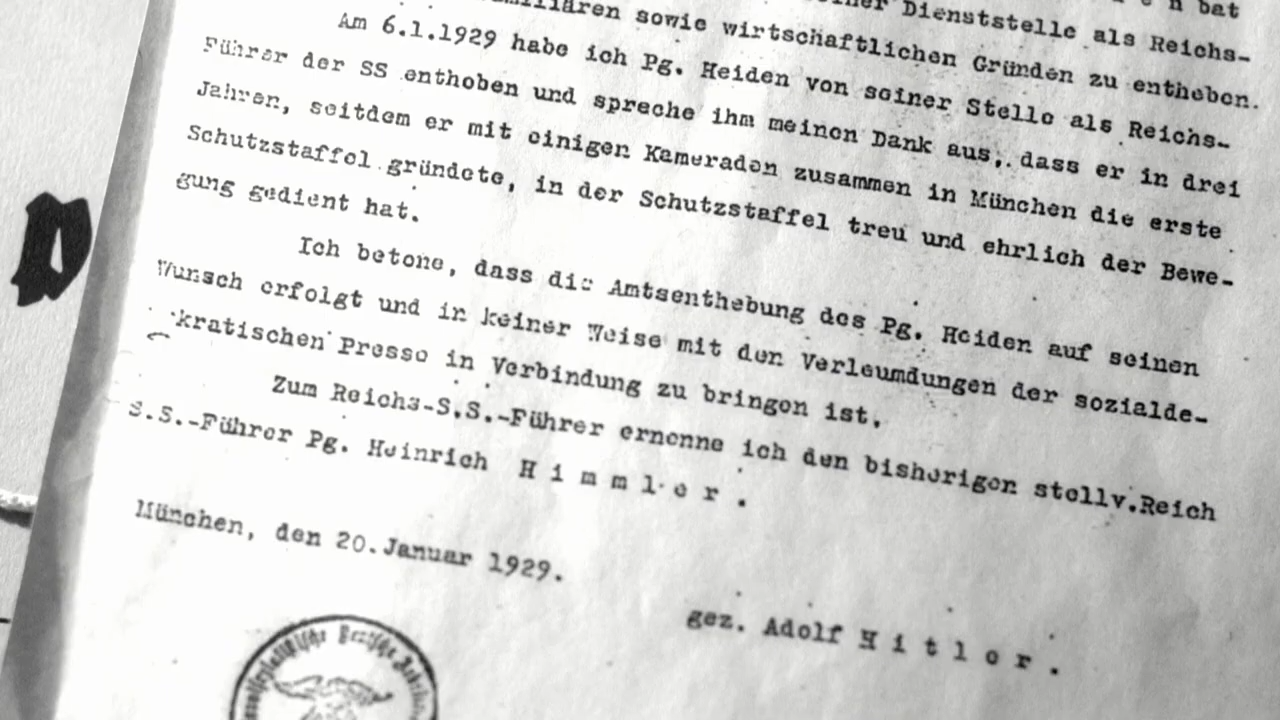 sowie wirtschaftlichen Gründen zu entheben.
Dienststelle als Reichs-
Am 6.1.1929 habe ich Pg. Heiden von seiner Stelle als Reichs-
Führer der SS enthoben und spreche ihm meinen Dank aus, dass er in drei
Jahren, seitdem er mit einigen Kameraden zusammen in München die erste
Schutzstaffel gründete, in der Schutzstaffel treu und ehrlich der Bewe-
gung gedient hat.
Ich betone, dass die Amtsenthebung des Pg. Heiden auf seinen
Wunsch erfolgt und in keiner Weise mit den Verleumdungen der sozialde-
kratischen Presse in Verbindung zu bringen ist.
Zum Reichs-S.S.-Führer ernenne ich den bisherigen stellv.Reich
S.S.-Führer Pg. Heinrich H i m m l e r .
München, den 20.Januar 1929.
gez. Adolf H i t l e r .